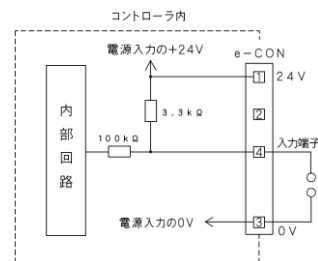 コントローラ内
電源入力の+24V
e-CON
1 24V
3.3kΩ
2
内部回路
100kΩ
4 入力端子
電源入力の0V
3 0V